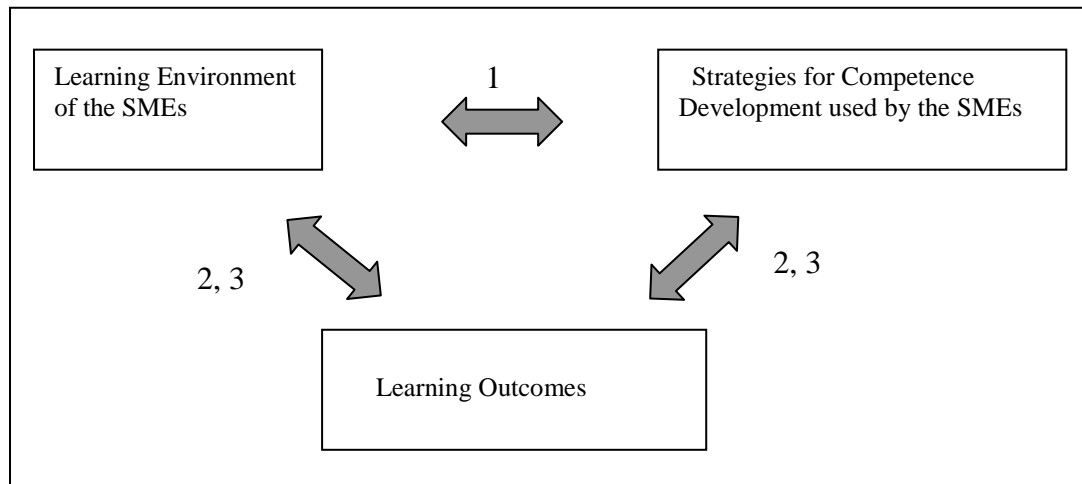 Learning Environment
of the SMEs
1
Strategies for Competence
Development used by the SMEs
2, 3
2, 3
Learning Outcomes